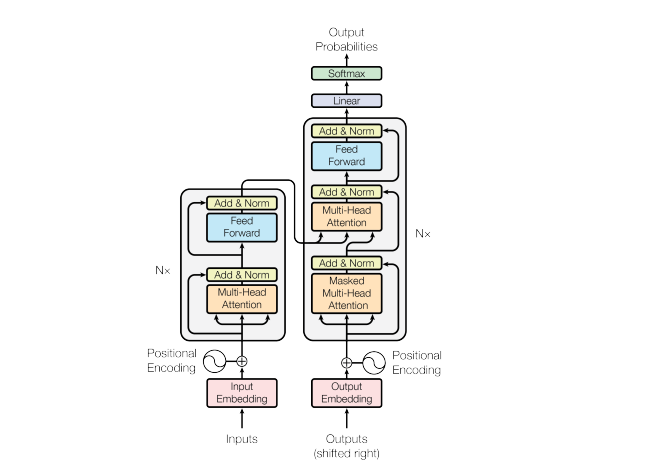 Output
Probabilities
Softmax
Linear
Add & Norm
Feed
Forward
Add & Norm
Multi-Head
Attention
Add & Norm
Masked
Multi-Head
Attention
N×
Add & Norm
Feed
Forward
N×
Add & Norm
Multi-Head
Attention
Positional
Encoding
Positional
Encoding
Input
Embedding
Output
Embedding
Inputs
Outputs
(shifted right)